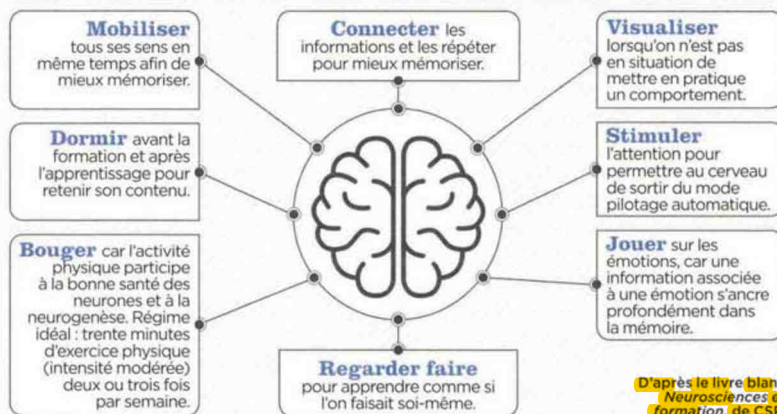 Mobiliser
tous ses sens en
même temps afin de
mieux mémoriser.
Connecter les
informations et les répéter
pour mieux mémoriser.
Visualiser
lorsqu'on n'est pas
en situation de
mettre en pratique
un comportement.
Dormir avant la
formation et après
l'apprentissage pour
retenir son contenu.
Stimuler
l'attention pour
permettre au cerveau
de sortir du mode
pilotage automatique.
Bouger car l'activité
physique participe
à la bonne santé des
neurones et à la
neurogenèse. Régime
idéal : trente minutes
d'exercice physique
(intensité modérée)
deux ou trois fois
par semaine.
Jouer sur les
émotions, car une
information associée
à une émotion s'ancre
profondément dans
la mémoire.
Regarder faire
pour apprendre comme si
l'on faisait soi-même.
D'après le livre blan
Neurosciences
formation, de